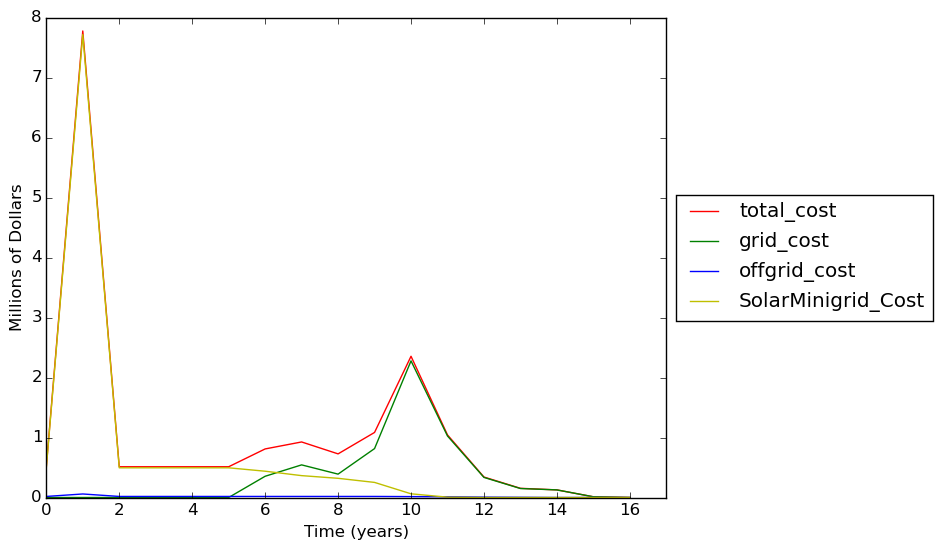 8
7
6
5
4
3
2
1
0
Millions of Dollars
0 2 4 6 8 10 12 14 16
Time (years)
total_cost
grid_cost
offgrid_cost
SolarMinigrid_Cost